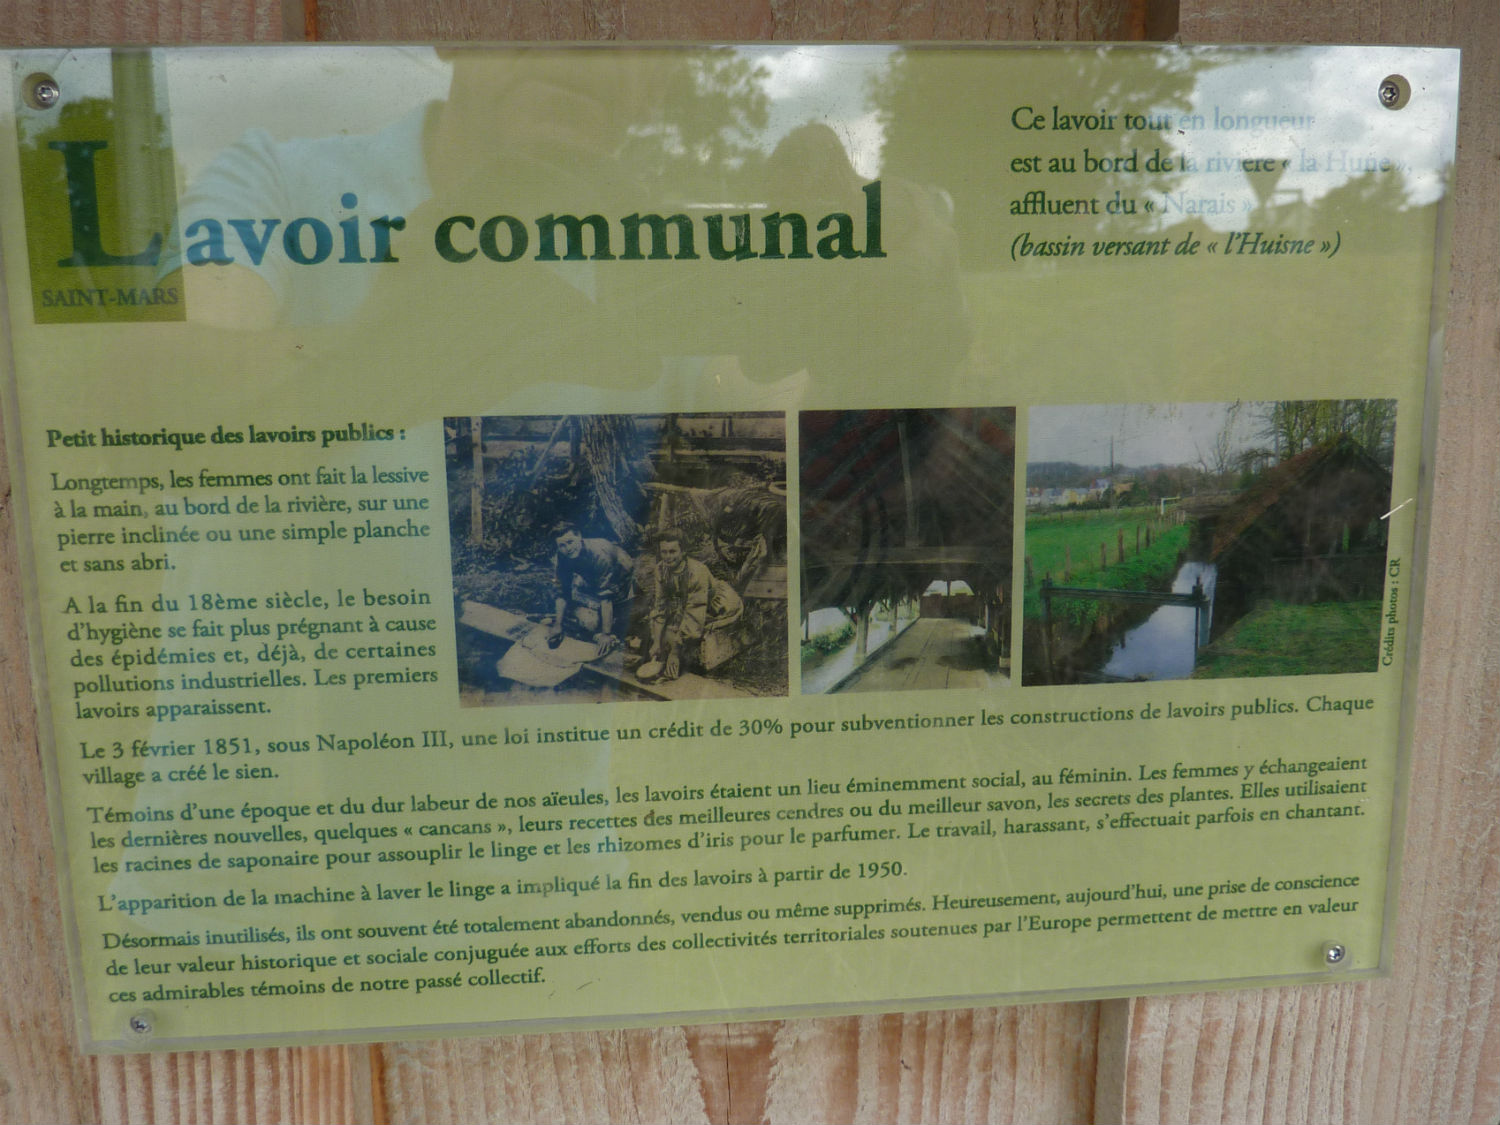 Lavoir communal
SAINT-MARS
Ce lavoir tout en longueur
est au bord de la rivière « la Hune »,
affluent du « Narais »
(bassin versant de « l'Huisne »)
Petit historique des lavoirs publics :
Longtemps, les femmes ont fait la lessive
à la main, au bord de la rivière, sur une
pierre inclinée ou une simple planche
et sans abri.
A la fin du 18ème siècle, le besoin
d'hygiène se fait plus prégnant à cause
des épidémies et, déjà, de certaines
pollutions industrielles. Les premiers
lavoirs apparaissent.
Crédits photos : CR
Le 3 février 1851, sous Napoléon III, une loi institue un crédit de 30% pour subventionner les constructions de lavoirs publics. Chaque
village a créé le sien.
Témoins d'une époque et du dur labeur de nos aïeules, les lavoirs étaient un lieu éminemment social, au féminin. Les femmes y échangeaient
les dernières nouvelles, quelques « cancans », leurs recettes des meilleures cendres ou du meilleur savon, les secrets des plantes. Elles utilisaient
les racines de saponaire pour assouplir le linge et les rhizomes d'iris pour le parfumer. Le travail, harassant, s'effectuait parfois en chantant.
L'apparition de la machine à laver le linge a impliqué la fin des lavoirs à partir de 1950.
Désormais inutilisés, ils ont souvent été totalement abandonnés, vendus ou même supprimés. Heureusement, aujourd'hui, une prise de conscience
de leur valeur historique et sociale conjuguée aux efforts des collectivités territoriales soutenues par l'Europe permettent de mettre en valeur
ces admirables témoins de notre passé collectif.